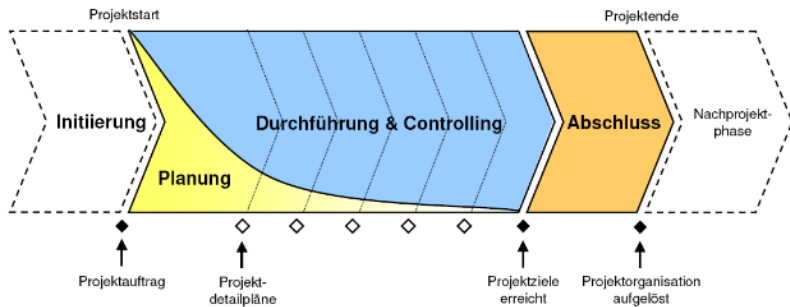 Projektstart
Projektende
Initiierung
Durchführung & Controlling
Abschluss
Nachprojekt-
phase
Planung
Projektauftrag
Projekt-
detailpläne
Projektziele
erreicht
Projektorganisation
aufgelöst